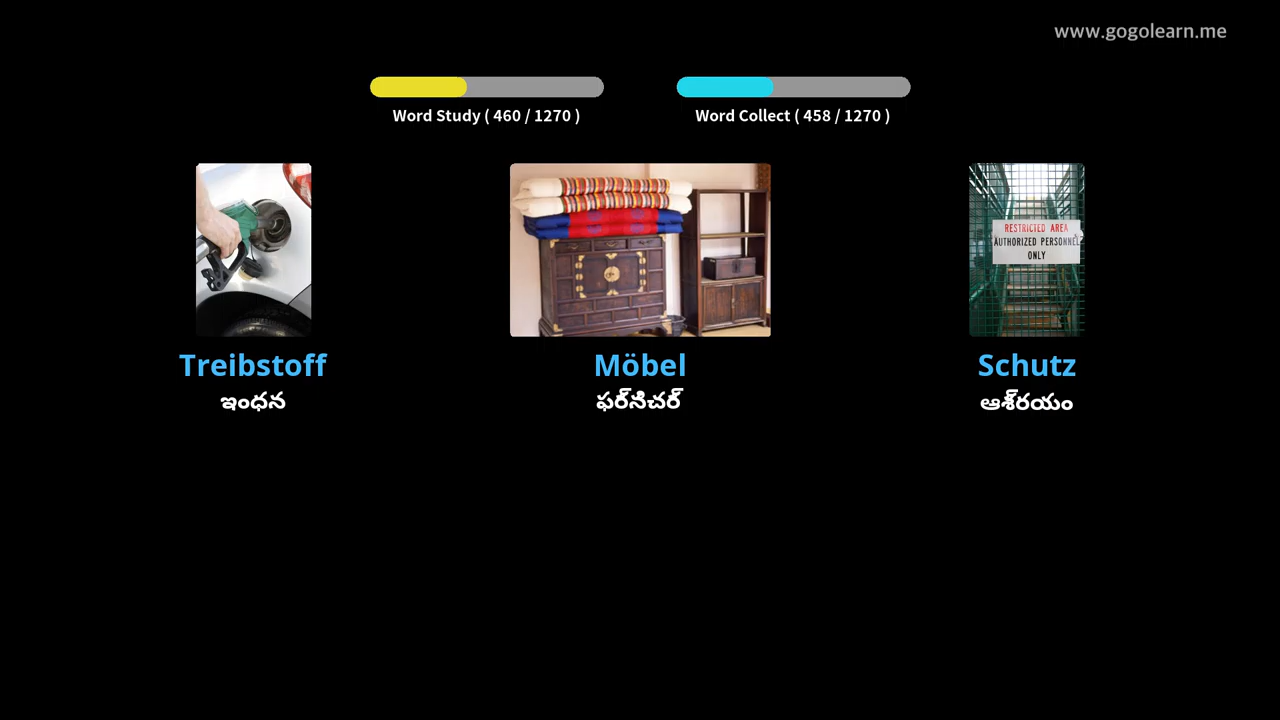 www.gogolearn.me
Word Study ( 460 / 1270 )
Word Collect ( 458 / 1270 )
RESTRICTED AREA
AUTHORIZED PERSONNEL
ONLY
Treibstoff
Möbel
Schutz
ఇంధన
ఫర్నిచర్
ఆశ్రయం